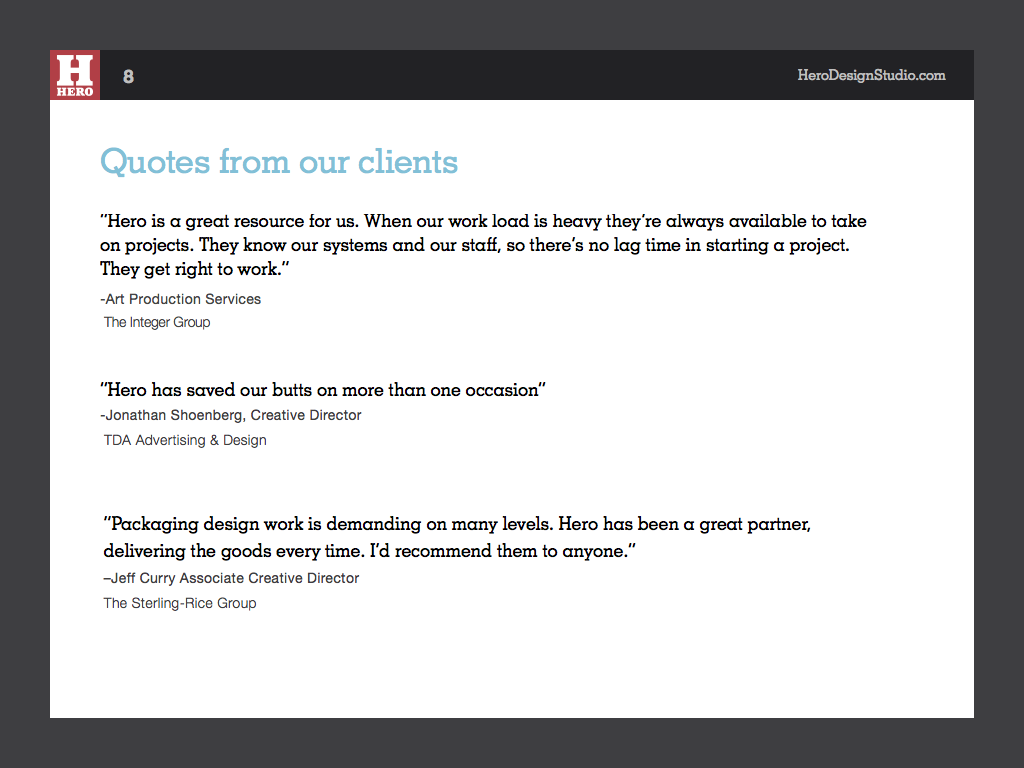 H
HERO
8
HeroDesignStudio.com
Quotes from our clients
“Hero is a great resource for us. When our work load is heavy they’re always available to take
on projects. They know our systems and our staff, so there’s no lag time in starting a project.
They get right to work.”
-Art Production Services
The Integer Group
“Hero has saved our butts on more than one occasion”
-Jonathan Shoenberg, Creative Director
TDA Advertising & Design
“Packaging design work is demanding on many levels. Hero has been a great partner,
delivering the goods every time. I’d recommend them to anyone.”
–Jeff Curry Associate Creative Director
The Sterling-Rice Group